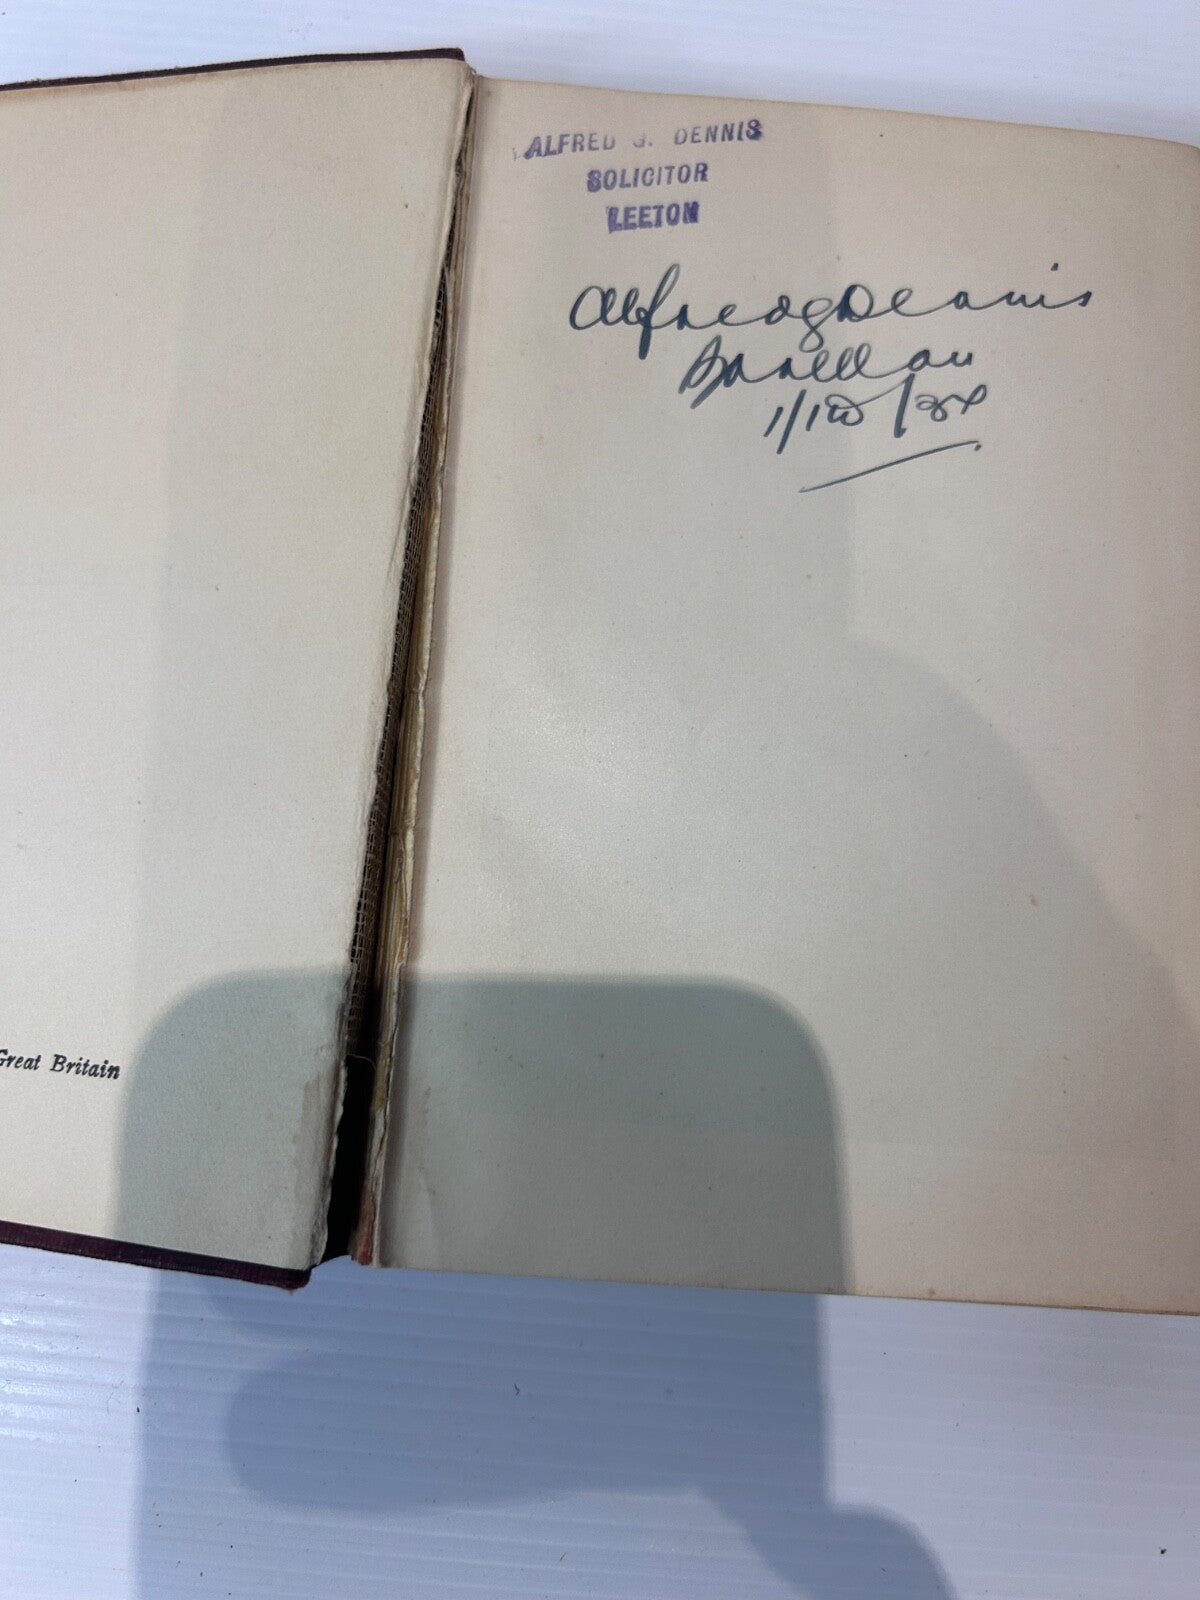 ALFRED G. DENNIS
SOLICITOR
LEETON
Alfred G Dennis
Great Britain